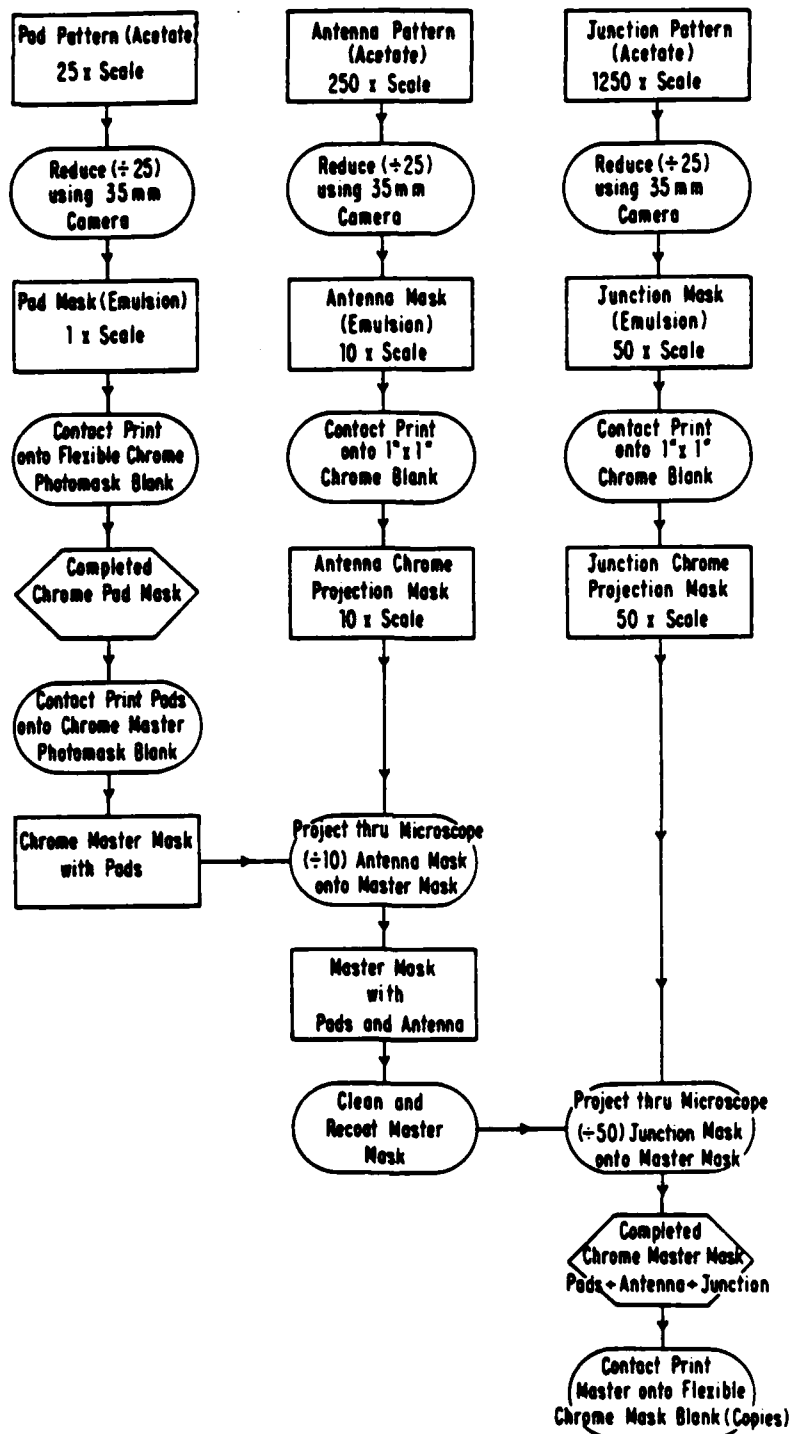 Pad Pattern (Acetate)
25 x Scale
Reduce (÷25)
using 35mm
Camera
Pad Mask (Emulsion)
1 x Scale
Contact Print
onto Flexible Chrome
Photomask Blank
Completed
Chrome Pad Mask
Contact Print Pads
onto Chrome Master
Photomask Blank
Chrome Master Mask
with Pads
Antenna Pattern
(Acetate)
250 x Scale
Reduce (÷25)
using 35mm
Camera
Antenna Mask
(Emulsion)
10 x Scale
Contact Print
onto 1"x 1"
Chrome Blank
Antenna Chrome
Projection Mask
10 x Scale
Project thru Microscope
(÷10) Antenna Mask
onto Master Mask
Master Mask
with
Pads and Antenna
Clean and
Recoat Master
Mask
Junction Pattern
(Acetate)
1250 x Scale
Reduce (÷25)
using 35mm
Camera
Junction Mask
(Emulsion)
50 x Scale
Contact Print
onto 1"x 1"
Chrome Blank
Junction Chrome
Projection Mask
50 x Scale
Project thru Microscope
(÷50) Junction Mask
onto Master Mask
Completed
Chrome Master Mask
Pads + Antenna + Junction
Contact Print
Master onto Flexible
Chrome Mask Blank (Copies)